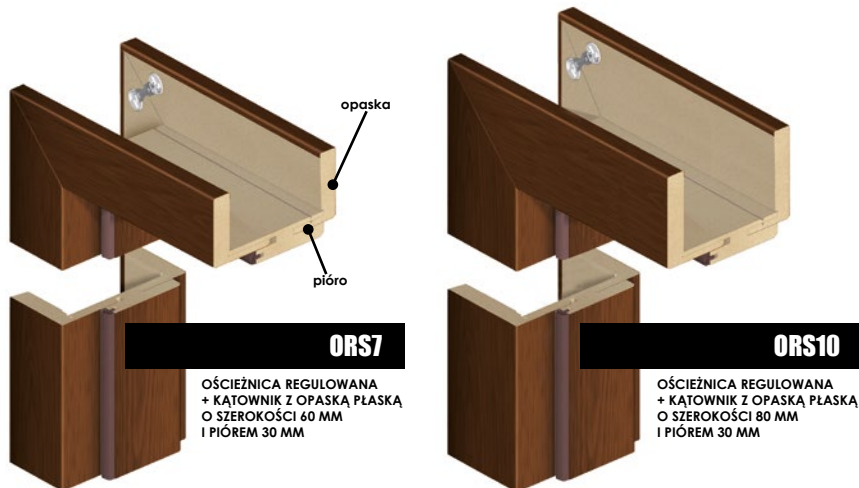 opaska
pióro
ORS7
OŚCIEŻNICA REGULOWANA
+ KĄTOWNIK Z OPASKĄ PŁASKĄ
O SZEROKOŚCI 60 MM
I PIÓREM 30 MM
ORS10
OŚCIEŻNICA REGULOWANA
+ KĄTOWNIK Z OPASKĄ PŁASKĄ
O SZEROKOŚCI 80 MM
I PIÓREM 30 MM